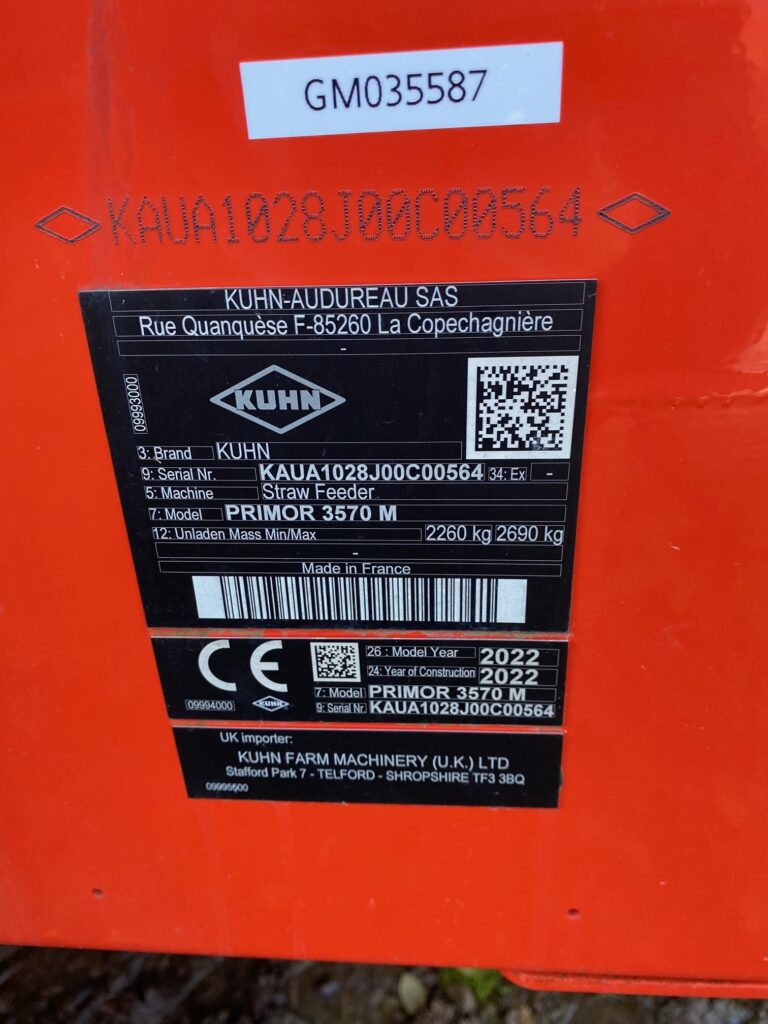 GM035587
KAUA1028J00C00564
KUHN-AUDUREAU SAS
Rue Quanquèse F-85260 La Copechagnière
-
09993000
KUHN
3: Brand KUHN
9: Serial Nr. KAUA1028J00C00564 34: Ex -
5: Machine Straw Feeder
7: Model PRIMOR 3570 M
12: Unladen Mass Min/Max 2260 kg 2690 kg
-
Made in France
CE
26 : Model Year 2022
24: Year of Construction 2022
7: Model PRIMOR 3570 M
09994000 KUHN 9: Serial Nr KAUA1028J00C00564
UK importer:
KUHN FARM MACHINERY (U.K.) LTD
Stafford Park 7 - TELFORD - SHROPSHIRE TF3 3BQ
09995500